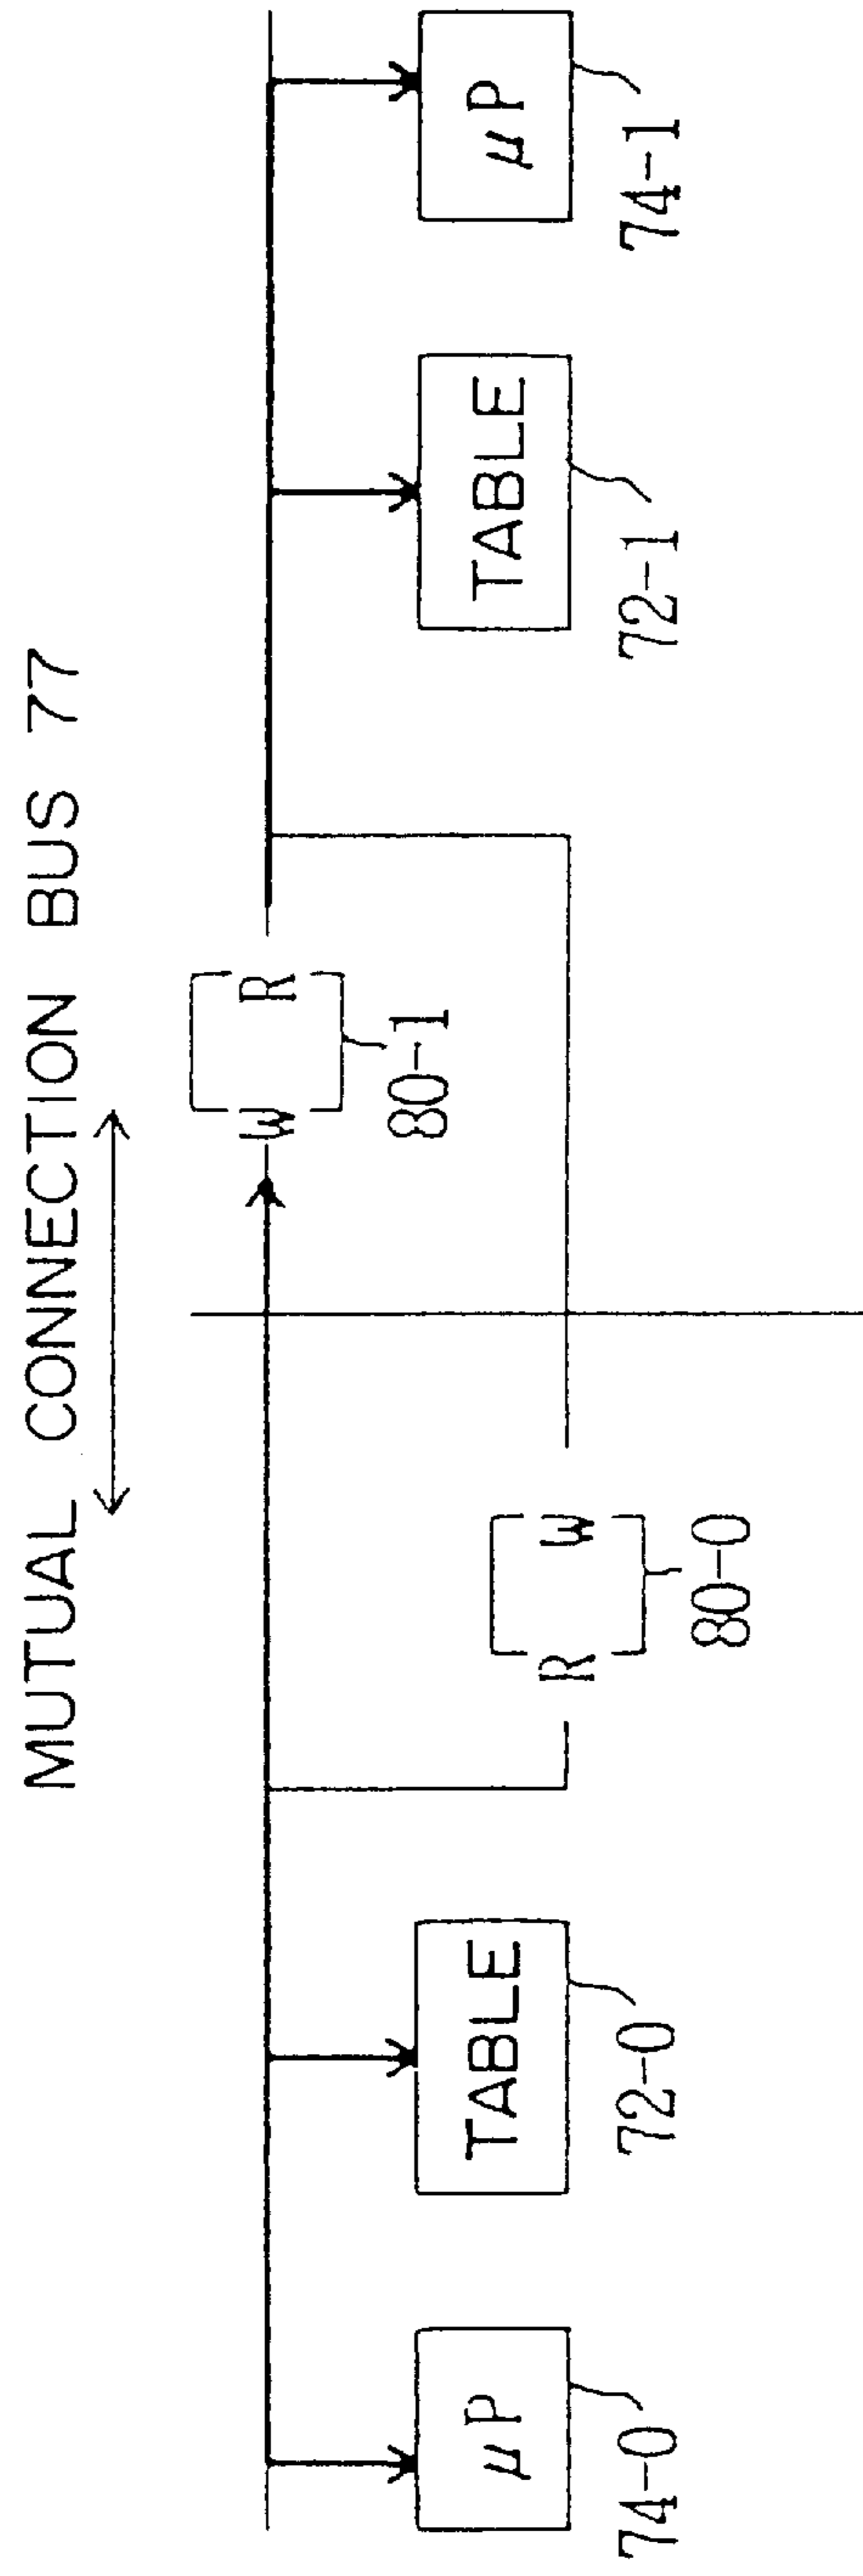 MUTUAL CONNECTION BUS 77
W R
80-1
R W
80-0
μP
74-0
TABLE
72-0
TABLE
72-1
μP
74-1